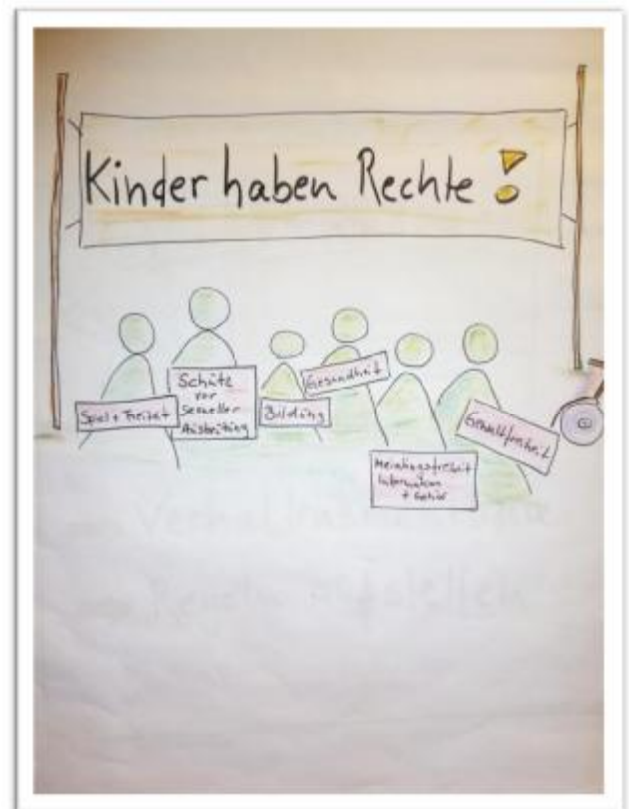 Kinder haben Rechte!
Spiel + Freizeit
Schutz
vor
Sexueller
Ausbeutung
Bildung
Gesundheit
Meinungsfreiheit
Information
+ Gehör
Gewaltfreiheit